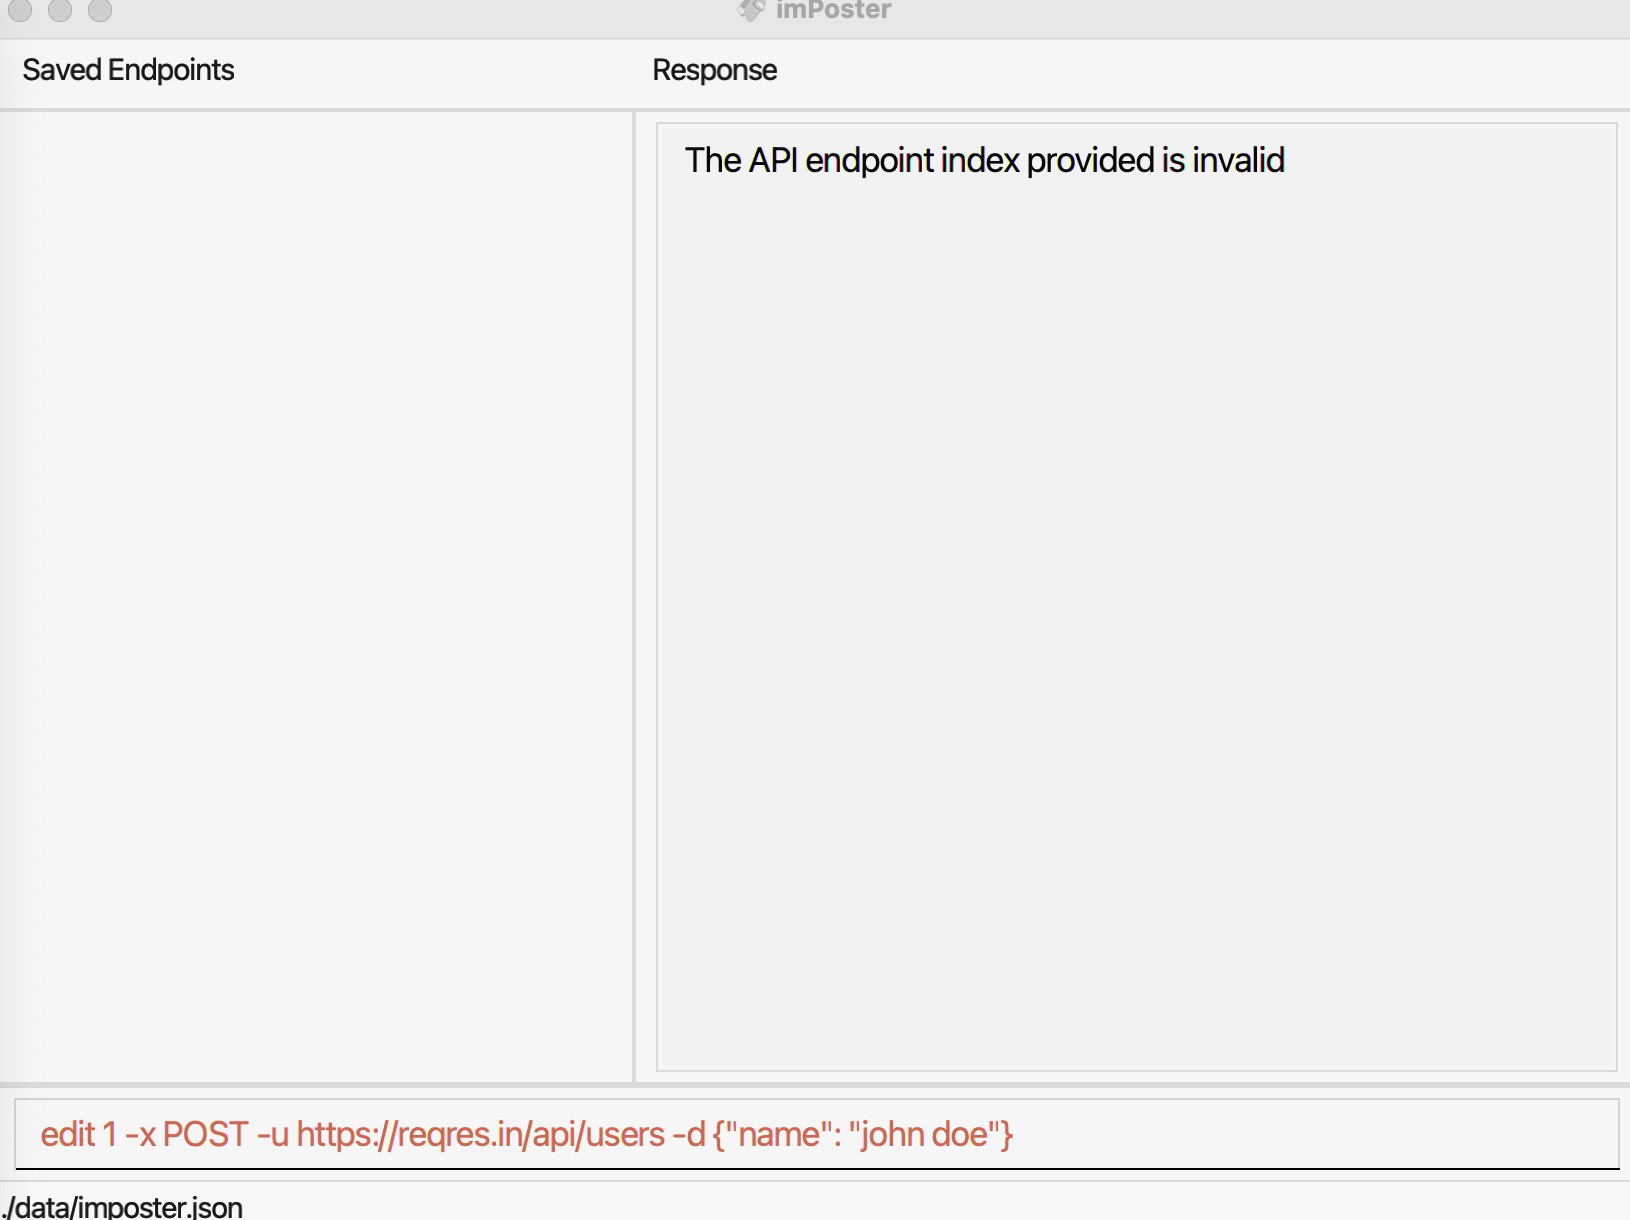 imPoster
Saved Endpoints
Response
The API endpoint index provided is invalid
edit 1 -x POST -u https://reqres.in/api/users -d {"name": "john doe"}
./data/imposter.json